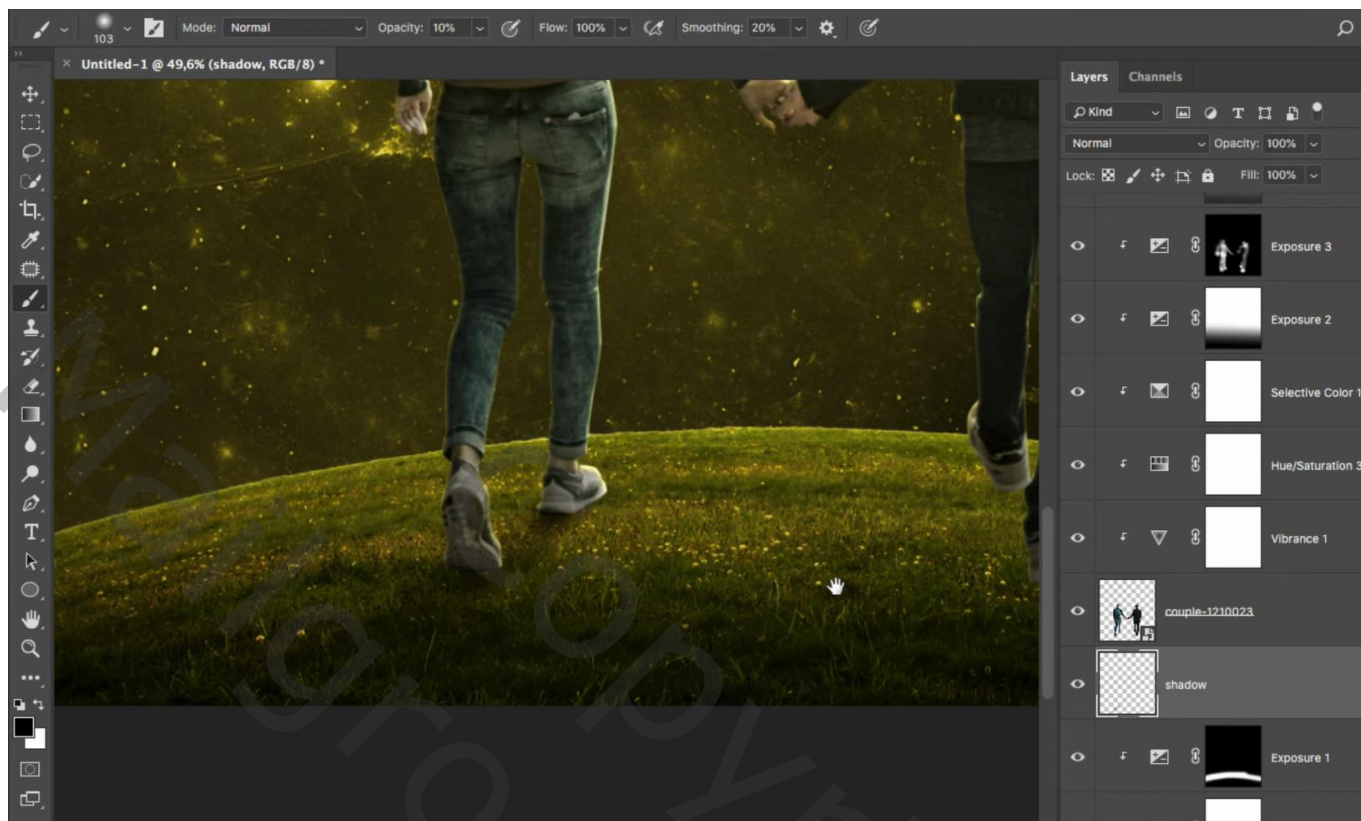 103
Mode: Normal
Opacity: 10%
Flow: 100%
Smoothing: 20%
× Untitled-1 @ 49,6% (shadow, RGB/8) *
Layers
Channels
Kind
Normal
Opacity: 100%
Lock:
Fill: 100%
Exposure 3
Exposure 2
Selective Color 1
Hue/Saturation 3
Vibrance 1
couple-1210023
shadow
Exposure 1